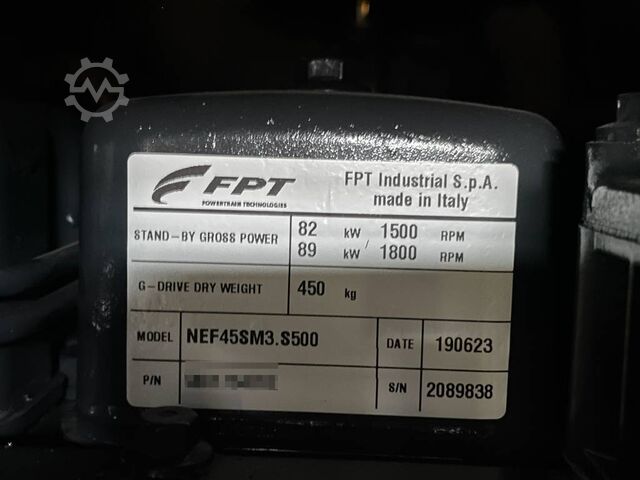 FPT
POWERTRAIN TECHNOLOGIES
FPT Industrial S.p.A.
made in Italy
STAND-BY GROSS POWER 82 kW / 1500 RPM
89 kW 1800 RPM
G-DRIVE DRY WEIGHT 450 kg
MODEL NEF45SM3.S500 DATE 190623
P/N S/N 2089838